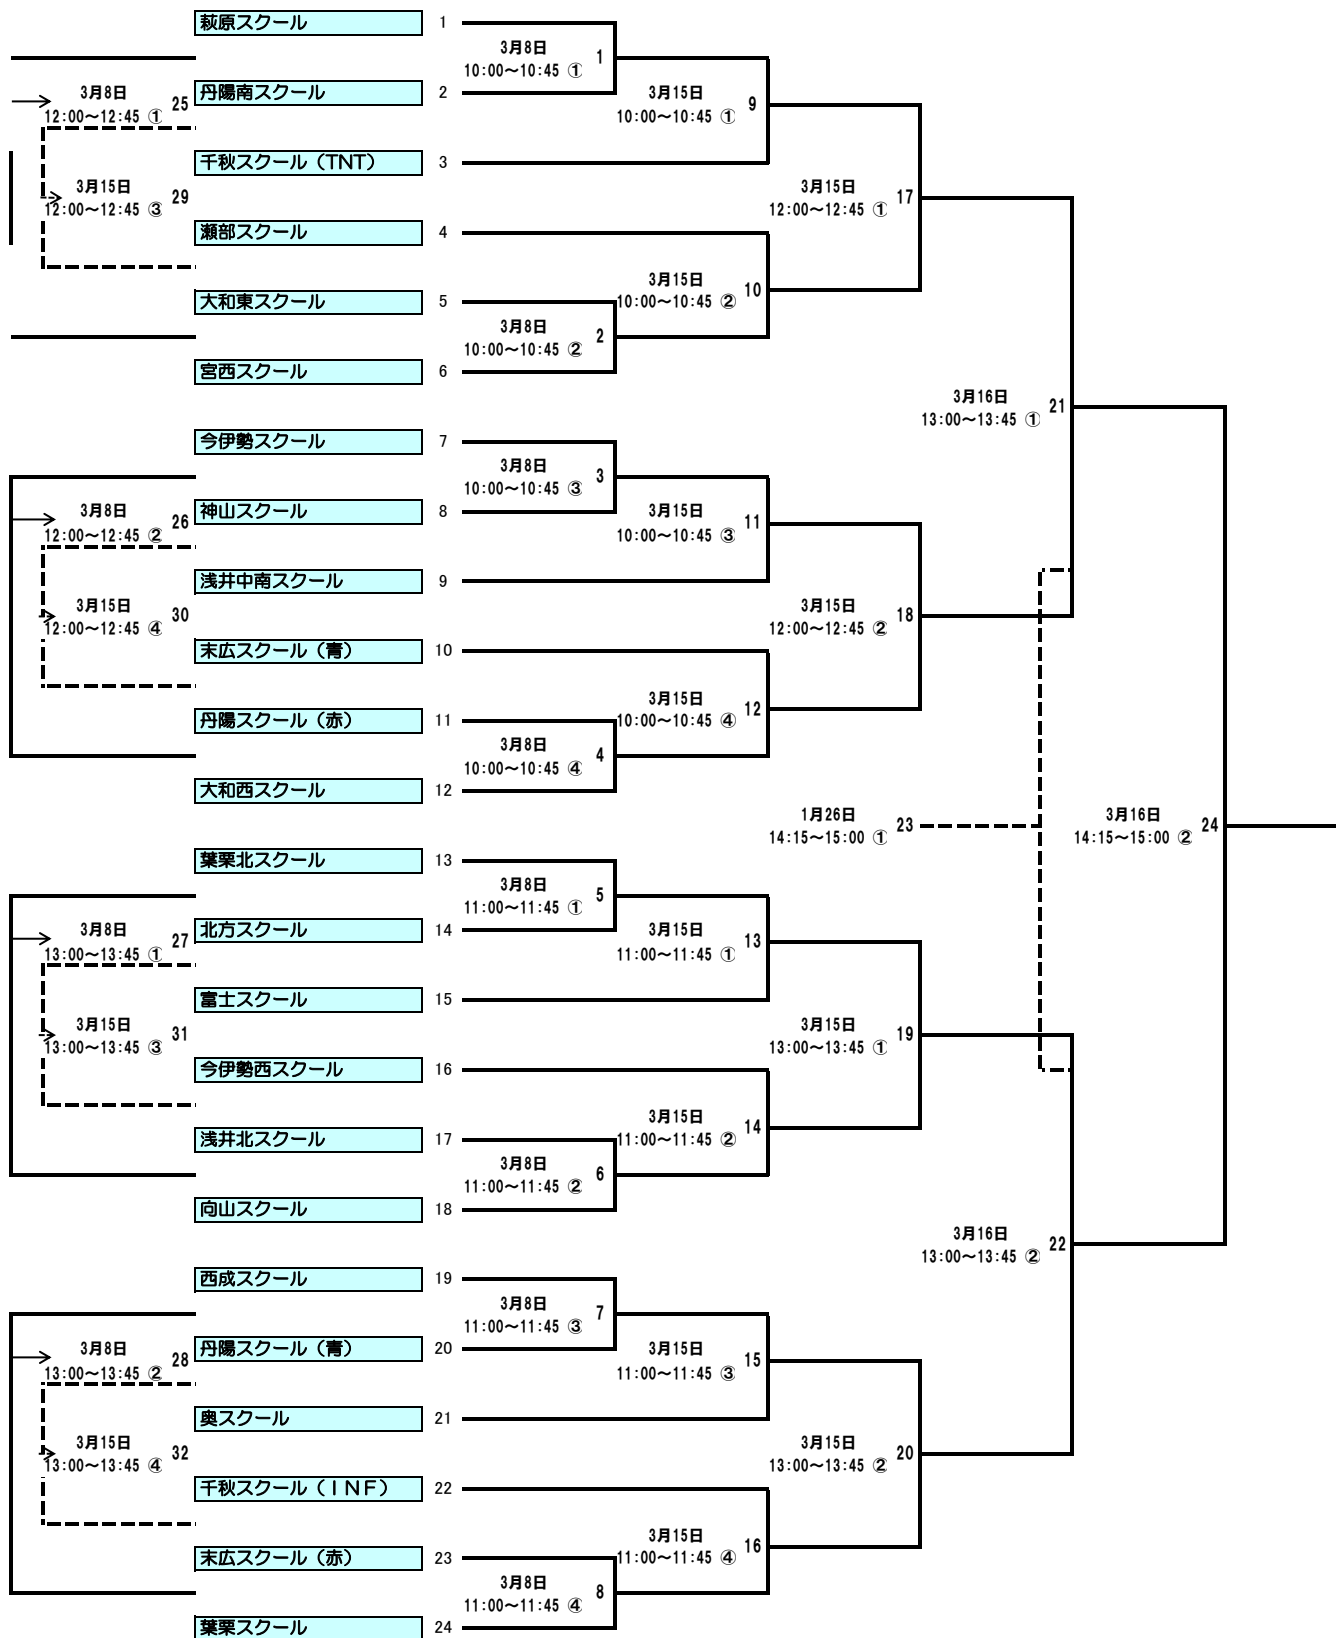 萩原スクール 1
3月8日 1
10:00～10:45 ①
3月8日 25
12:00～12:45 ①
丹陽南スクール 2
3月15日 9
10:00～10:45 ①
千秋スクール（TNT） 3
3月15日 29
12:00～12:45 ③
3月15日 17
12:00～12:45 ①
瀬部スクール 4
3月15日 10
10:00～10:45 ②
大和東スクール 5
3月8日 2
10:00～10:45 ②
宮西スクール 6
3月16日 21
13:00～13:45 ①
今伊勢スクール 7
3月8日 3
10:00～10:45 ③
3月8日 26
12:00～12:45 ②
神山スクール 8
3月15日 11
10:00～10:45 ③
浅井中南スクール 9
3月15日 30
12:00～12:45 ④
3月15日 18
12:00～12:45 ②
末広スクール（青） 10
3月15日 12
10:00～10:45 ④
丹陽スクール（赤） 11
3月8日 4
10:00～10:45 ④
大和西スクール 12
1月26日 23
14:15～15:00 ①
3月16日 24
14:15～15:00 ②
葉栗北スクール 13
3月8日 5
11:00～11:45 ①
3月8日 27
13:00～13:45 ①
北方スクール 14
3月15日 13
11:00～11:45 ①
富士スクール 15
3月15日 31
13:00～13:45 ③
3月15日 19
13:00～13:45 ①
今伊勢西スクール 16
3月15日 14
11:00～11:45 ②
浅井北スクール 17
3月8日 6
11:00～11:45 ②
向山スクール 18
3月16日 22
13:00～13:45 ②
西成スクール 19
3月8日 7
11:00～11:45 ③
3月8日 28
13:00～13:45 ②
丹陽スクール（青） 20
3月15日 15
11:00～11:45 ③
奥スクール 21
3月15日 32
13:00～13:45 ④
3月15日 20
13:00～13:45 ②
千秋スクール（ＩＮＦ） 22
3月15日 16
11:00～11:45 ④
末広スクール（赤） 23
3月8日 8
11:00～11:45 ④
葉栗スクール 24